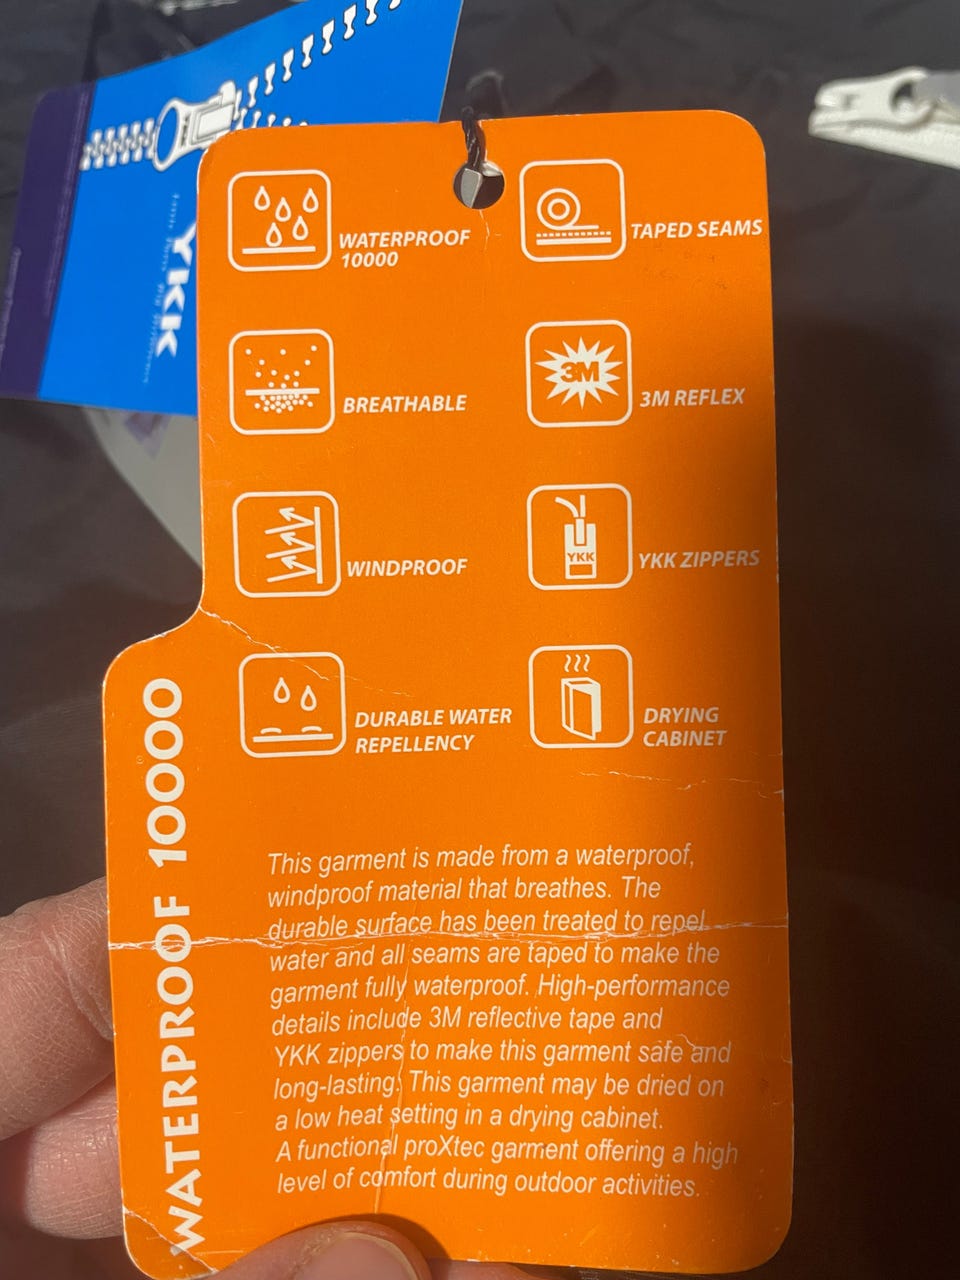 YKK
WATERPROOF
10000
TAPED SEAMS
BREATHABLE
3M
3M REFLEX
WINDPROOF
YKK
YKK ZIPPERS
DURABLE WATER
REPELLENCY
DRYING
CABINET
WATERPROOF 10000
This garment is made from a waterproof,
windproof material that breathes. The
durable surface has been treated to repel
water and all seams are taped to make the
garment fully waterproof. High-performance
details include 3M reflective tape and
YKK zippers to make this garment safe and
long-lasting. This garment may be dried on
a low heat setting in a drying cabinet.
A functional proXtec garment offering a high
level of comfort during outdoor activities.